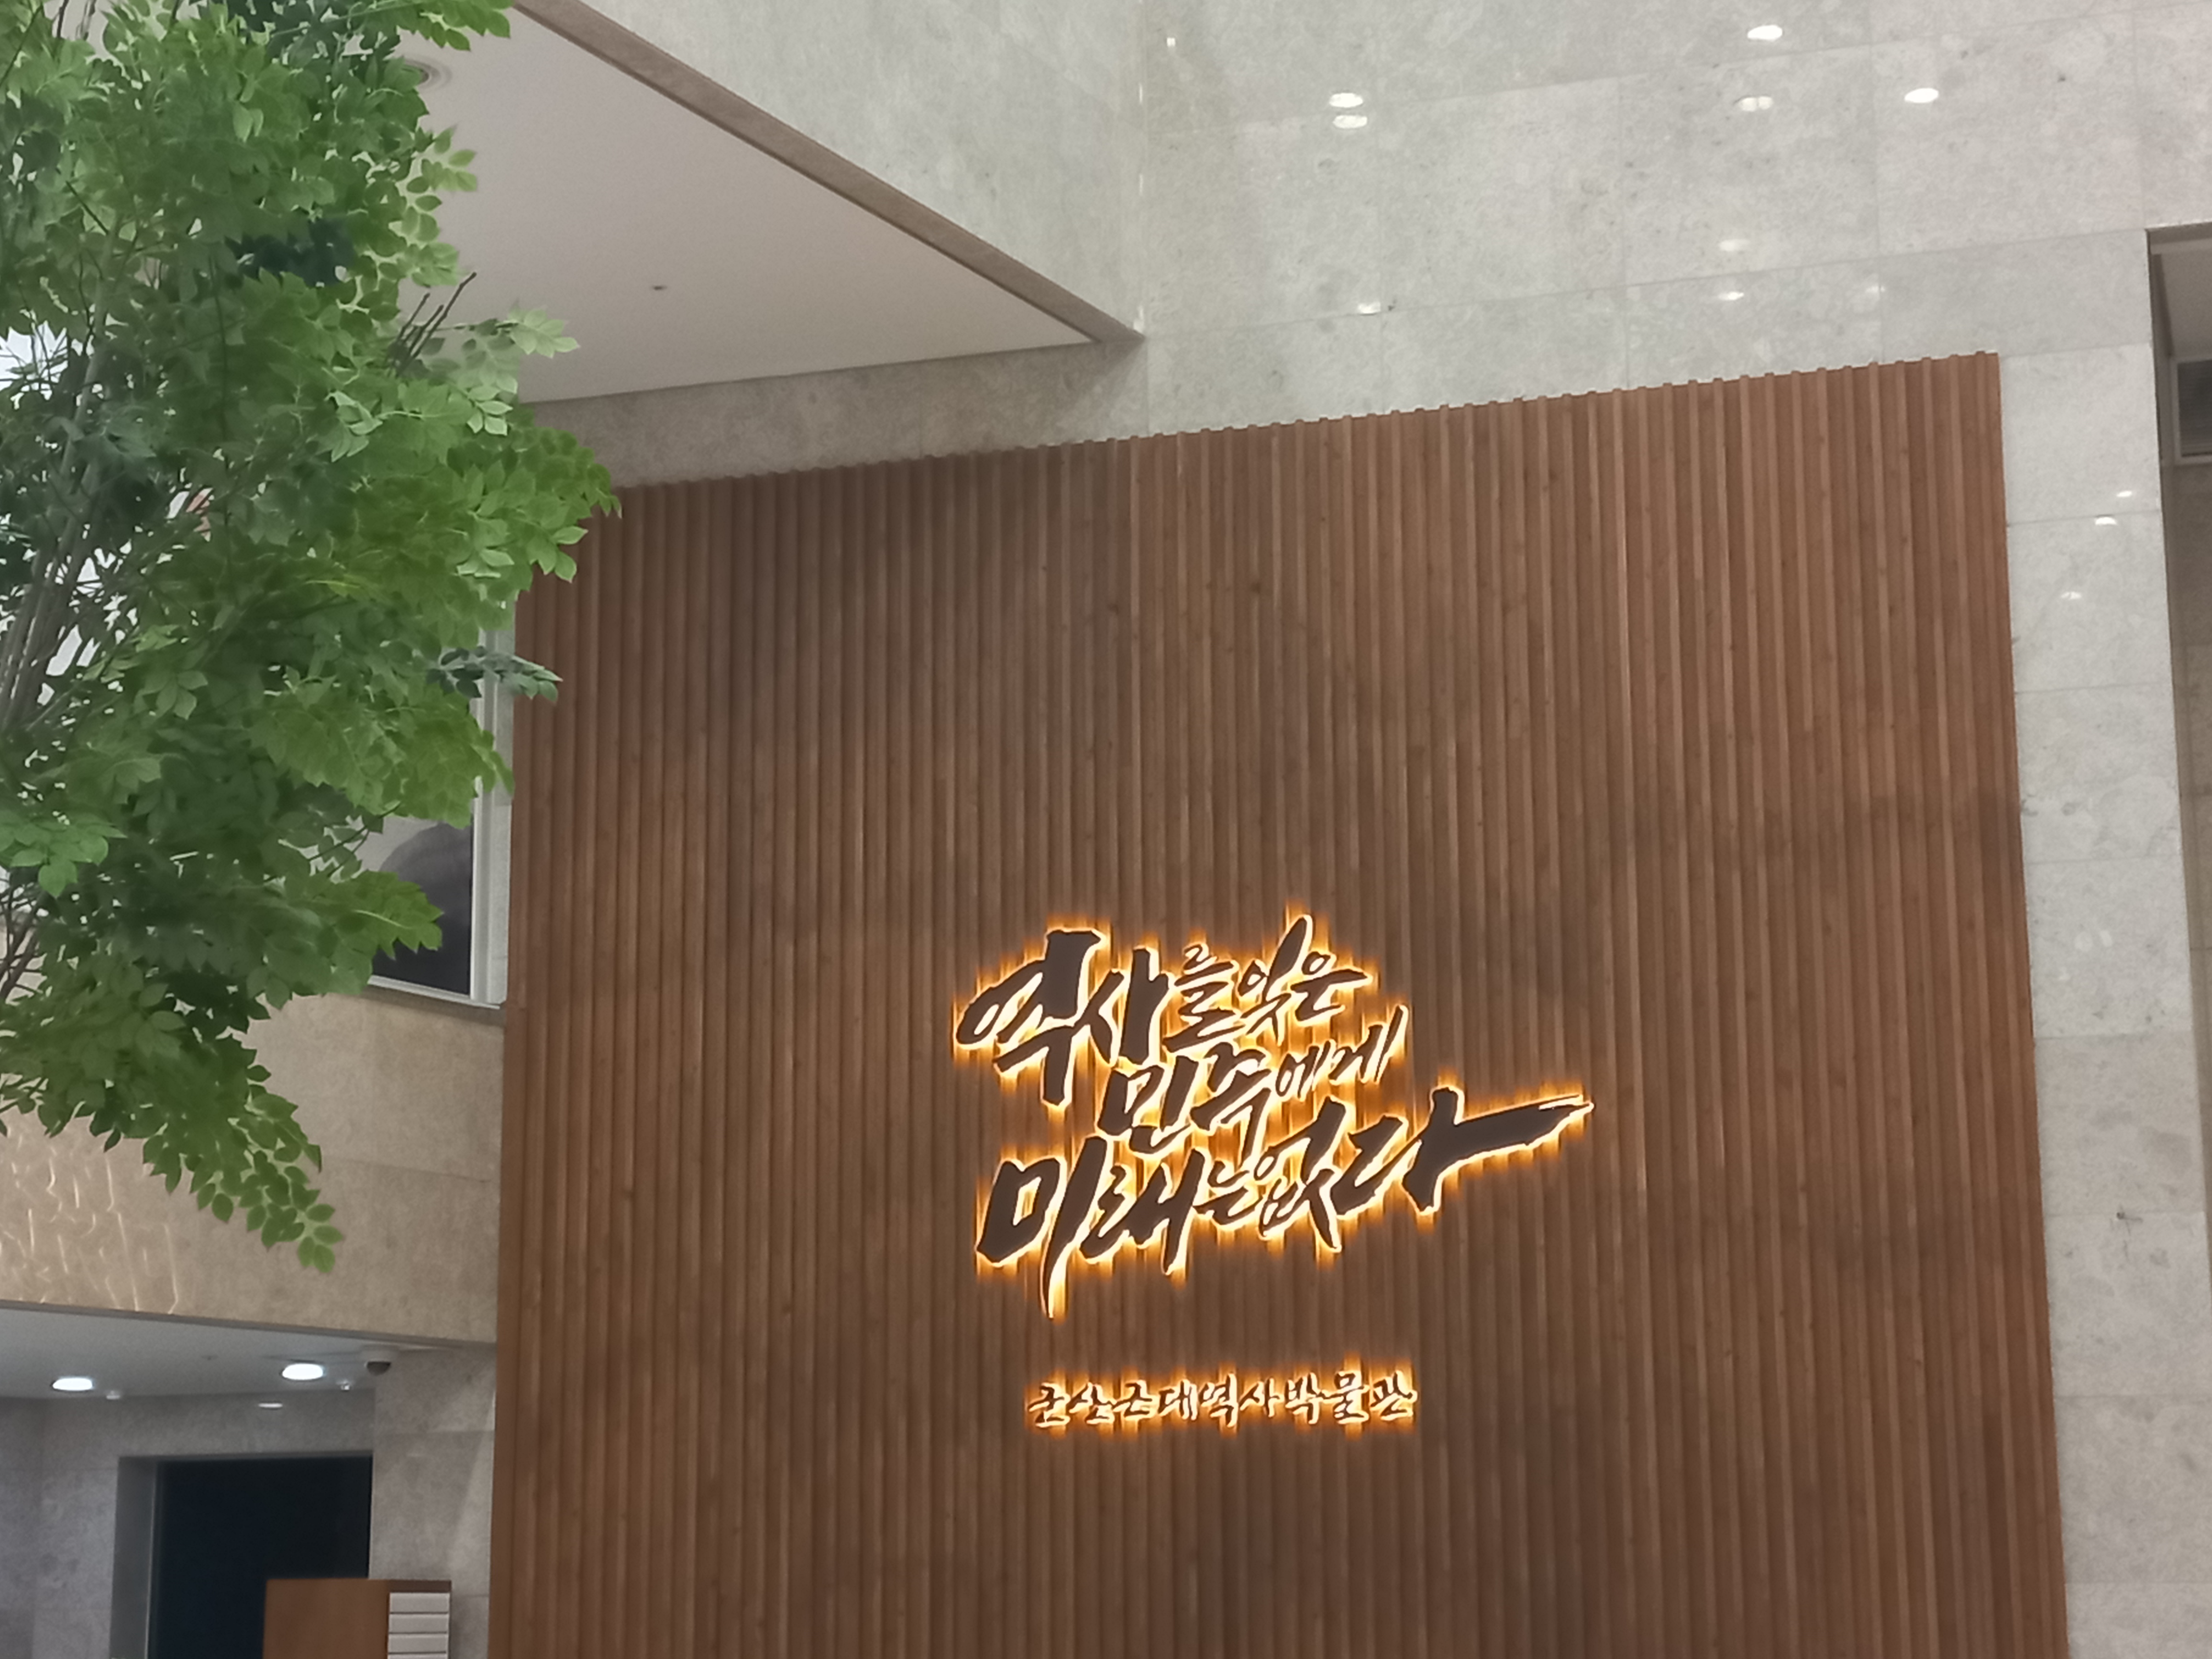 역사를 잊은
민족에게
미래는 없다
군산근대역사박물관